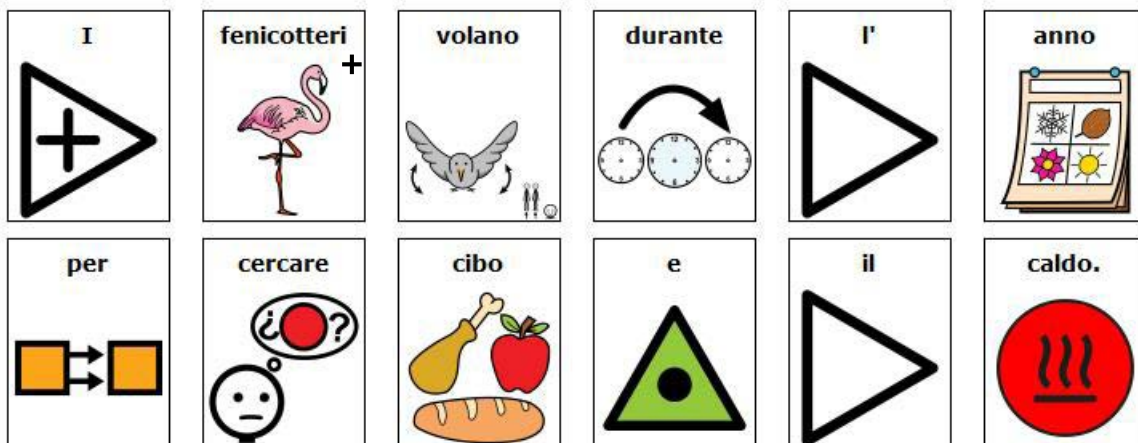 I fenicotteri volano durante l' anno
per cercare cibo e il caldo.